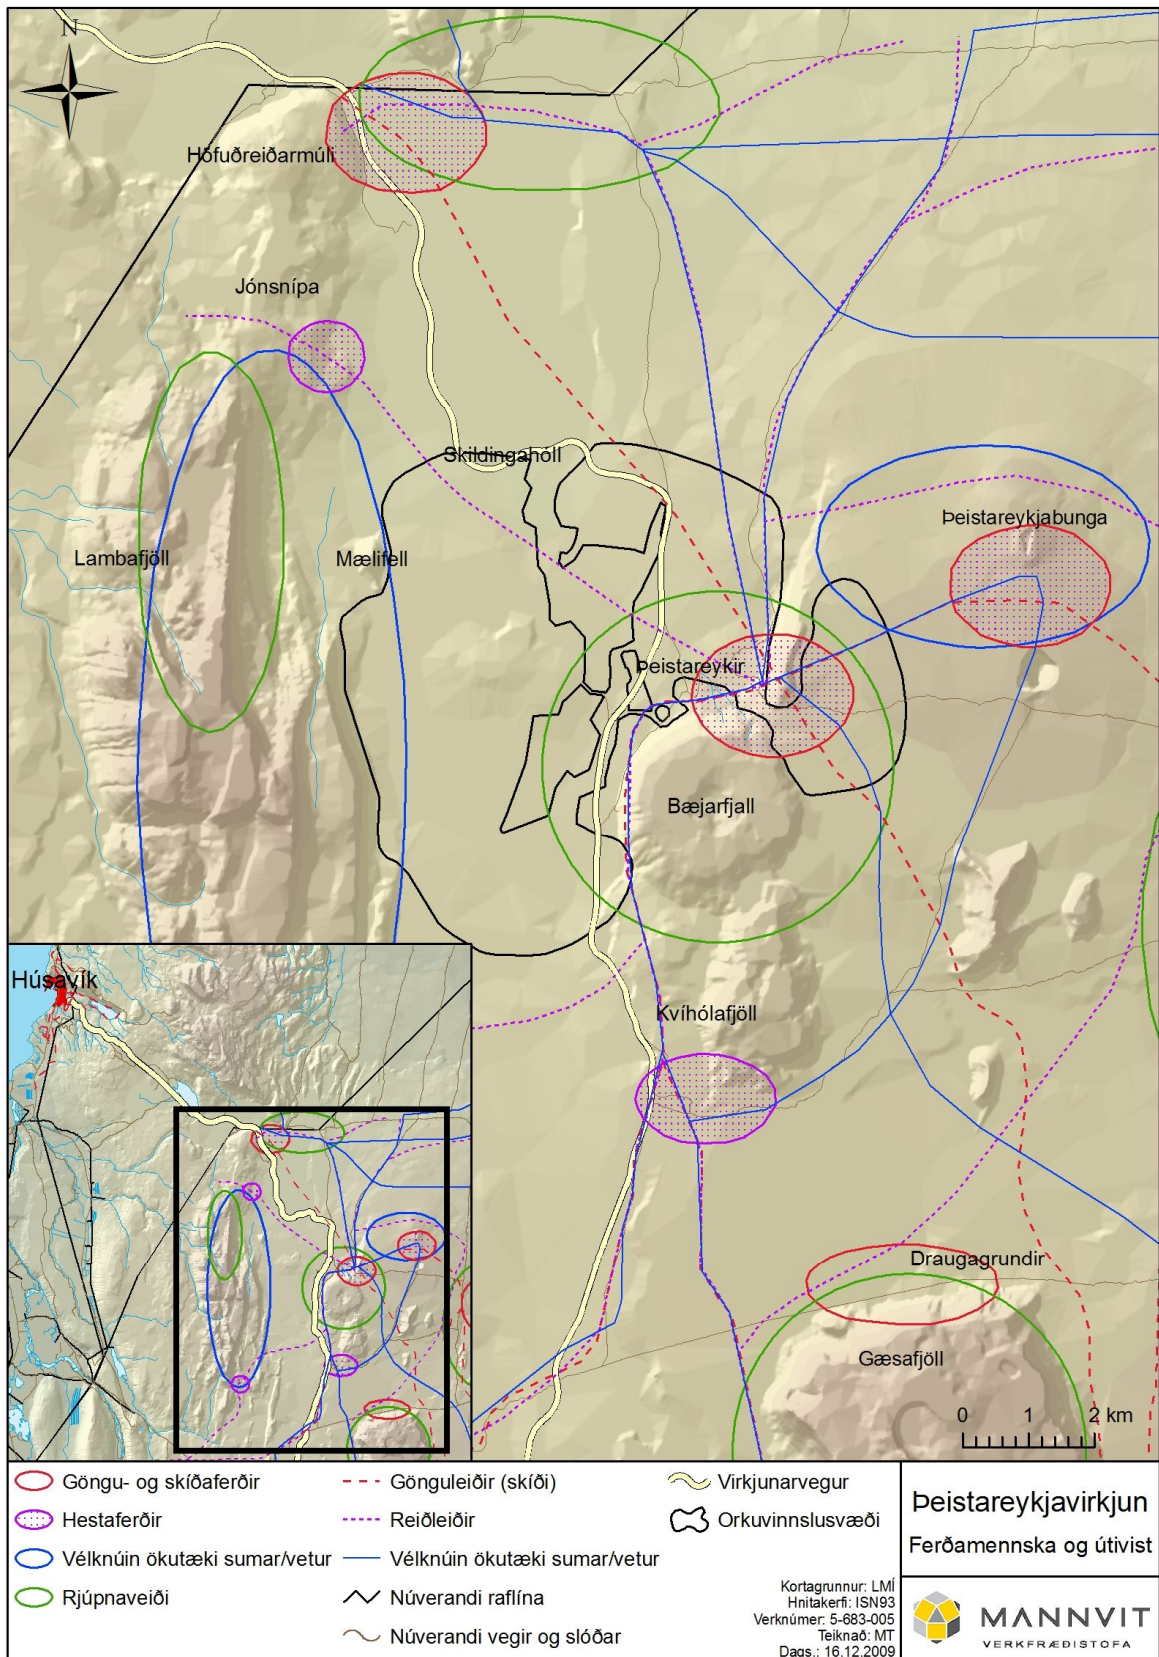 N
Höfuðreiðarmúli
Jónsnípa
Skildingahóll
Þeistareykjabunga
Lambafjöll
Mælifell
Þeistareykir
Bæjarfjall
Húsavík
Kvíhólafjöll
Draugagrundir
Gæsafjöll
0 1 2 km
Göngu- og skíðaferðir
Hestaferðir
Vélknúin ökutæki sumar/vetur
Rjúpnaveiði
Gönguleiðir (skíði)
Reiðleiðir
Vélknúin ökutæki sumar/vetur
Núverandi raflína
Núverandi vegir og slóðar
Virkjunarvegur
Orkuvinnslusvæði
Kortagrunnur: LMÍ
Hnitakerfi: ISN93
Verknúmer: 5-683-005
Teiknað: MT
Dags.: 16.12.2009
Þeistareykjavirkjun
Ferðamennska og útivist
MANNVIT
VERKFRÆÐISTOFA